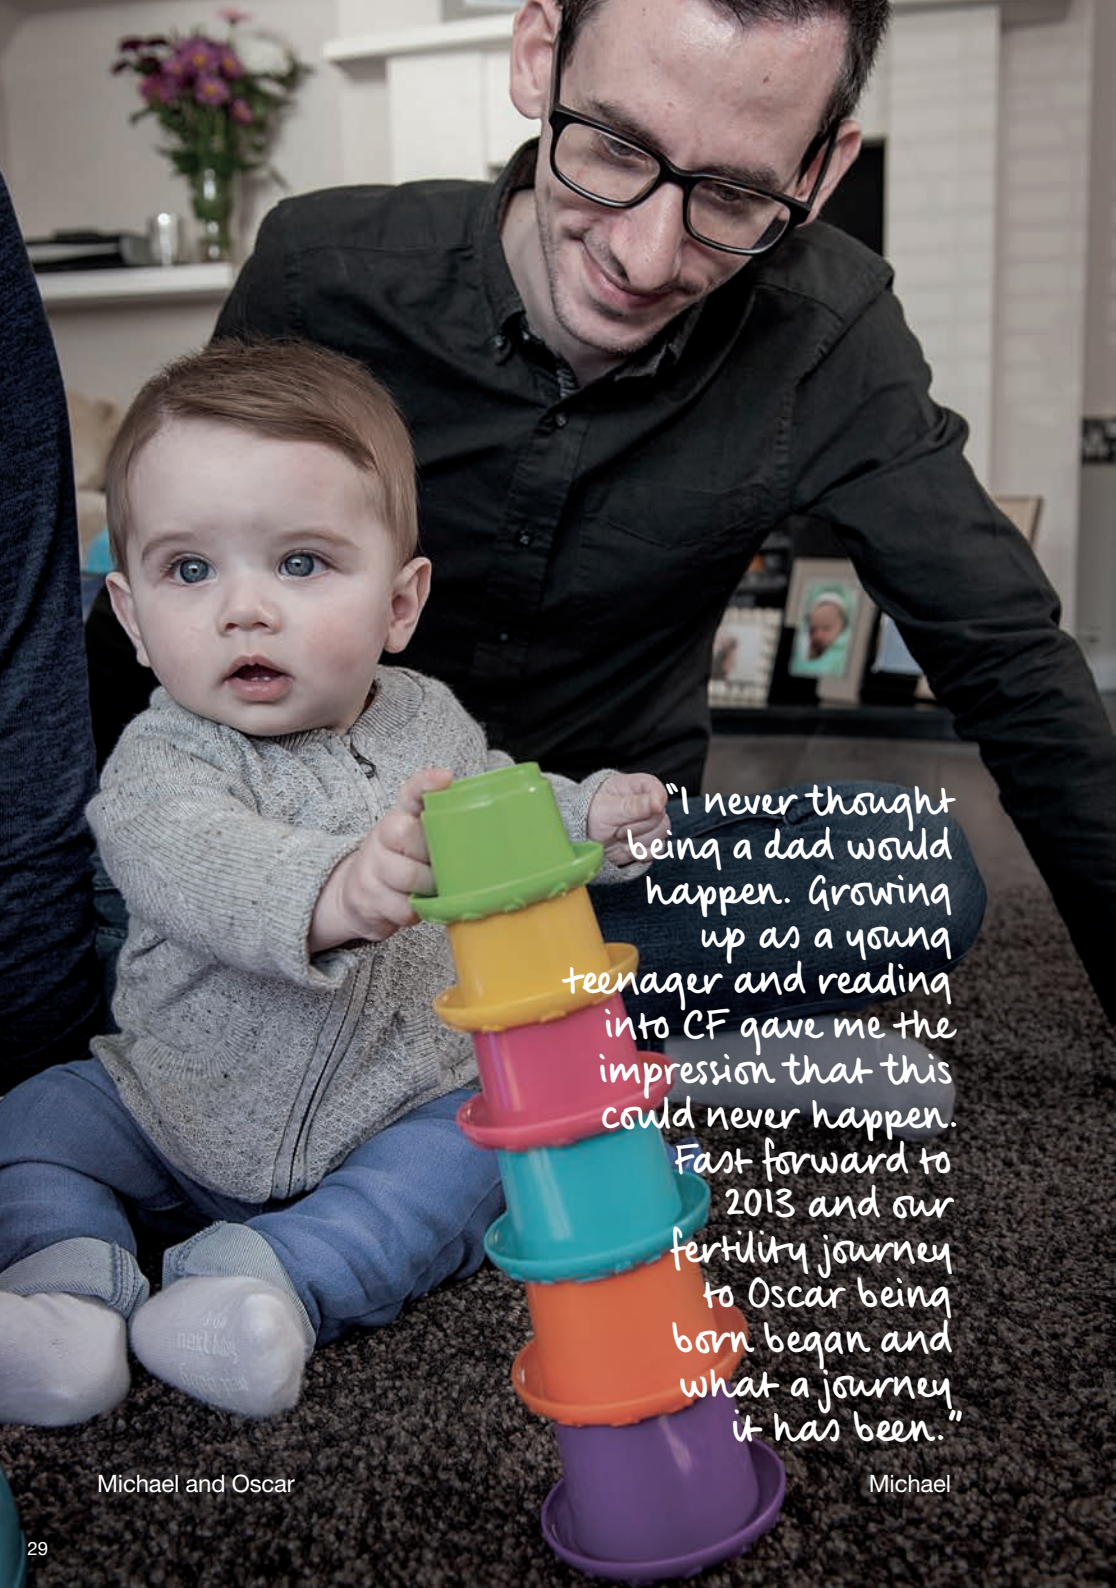 "I never thought
being a dad would
happen. Growing
up as a young
teenager and reading
into CF gave me the
impression that this
could never happen.
Fast forward to
2013 and our
fertility journey
to Oscar being
born began and
what a journey
it has been."
Michael and Oscar
Michael
29